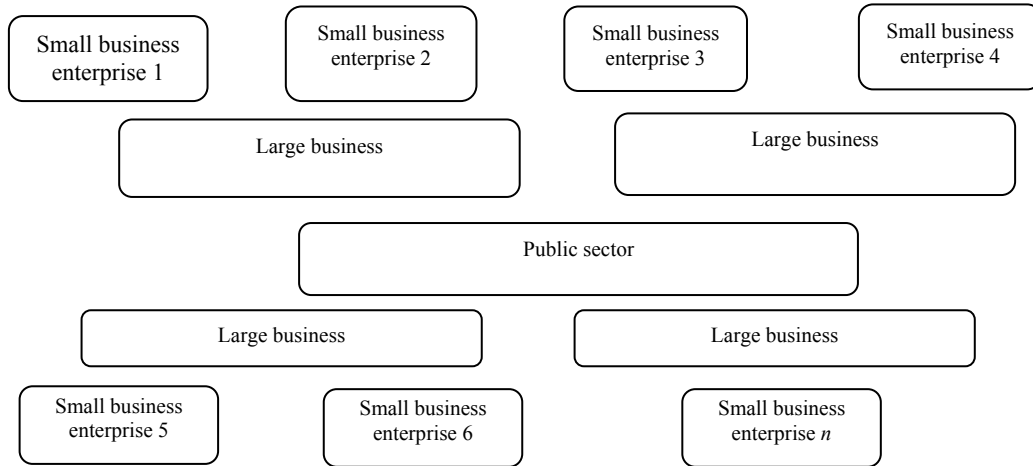 Small business
enterprise 1
Small business
enterprise 2
Small business
enterprise 3
Small business
enterprise 4
Large business
Large business
Public sector
Large business
Large business
Small business
enterprise 5
Small business
enterprise 6
Small business
enterprise n